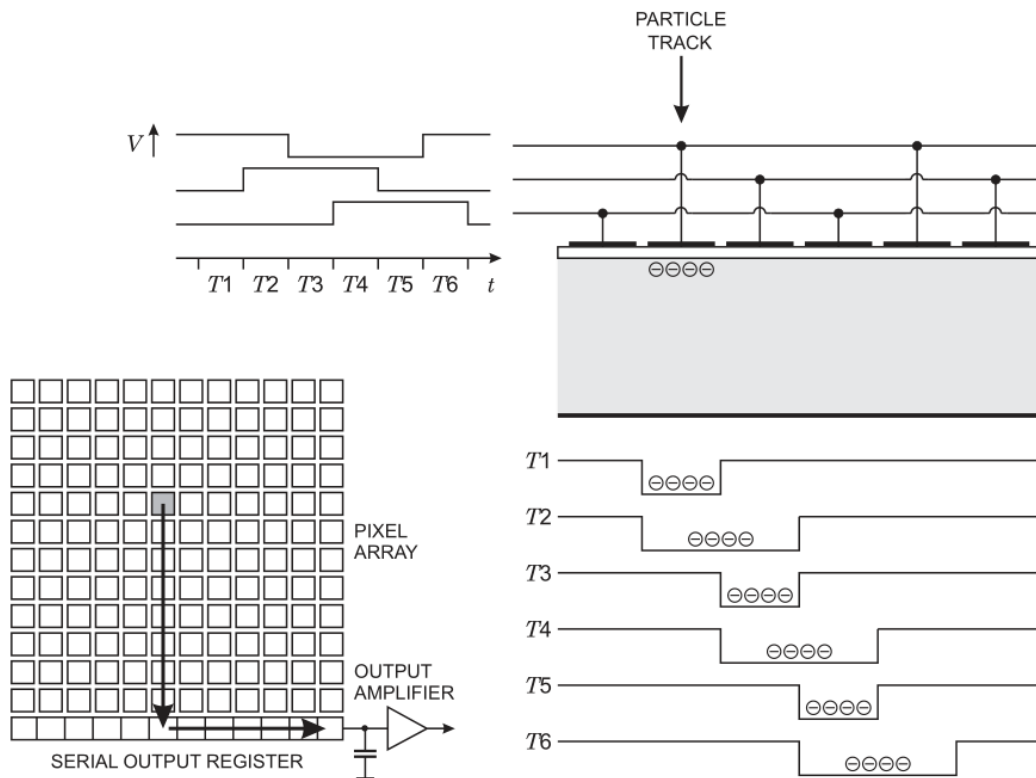 PARTICLE
TRACK
V
T1 T2 T3 T4 T5 T6 t
PIXEL
ARRAY
OUTPUT
AMPLIFIER
SERIAL OUTPUT REGISTER
T1
T2
T3
T4
T5
T6